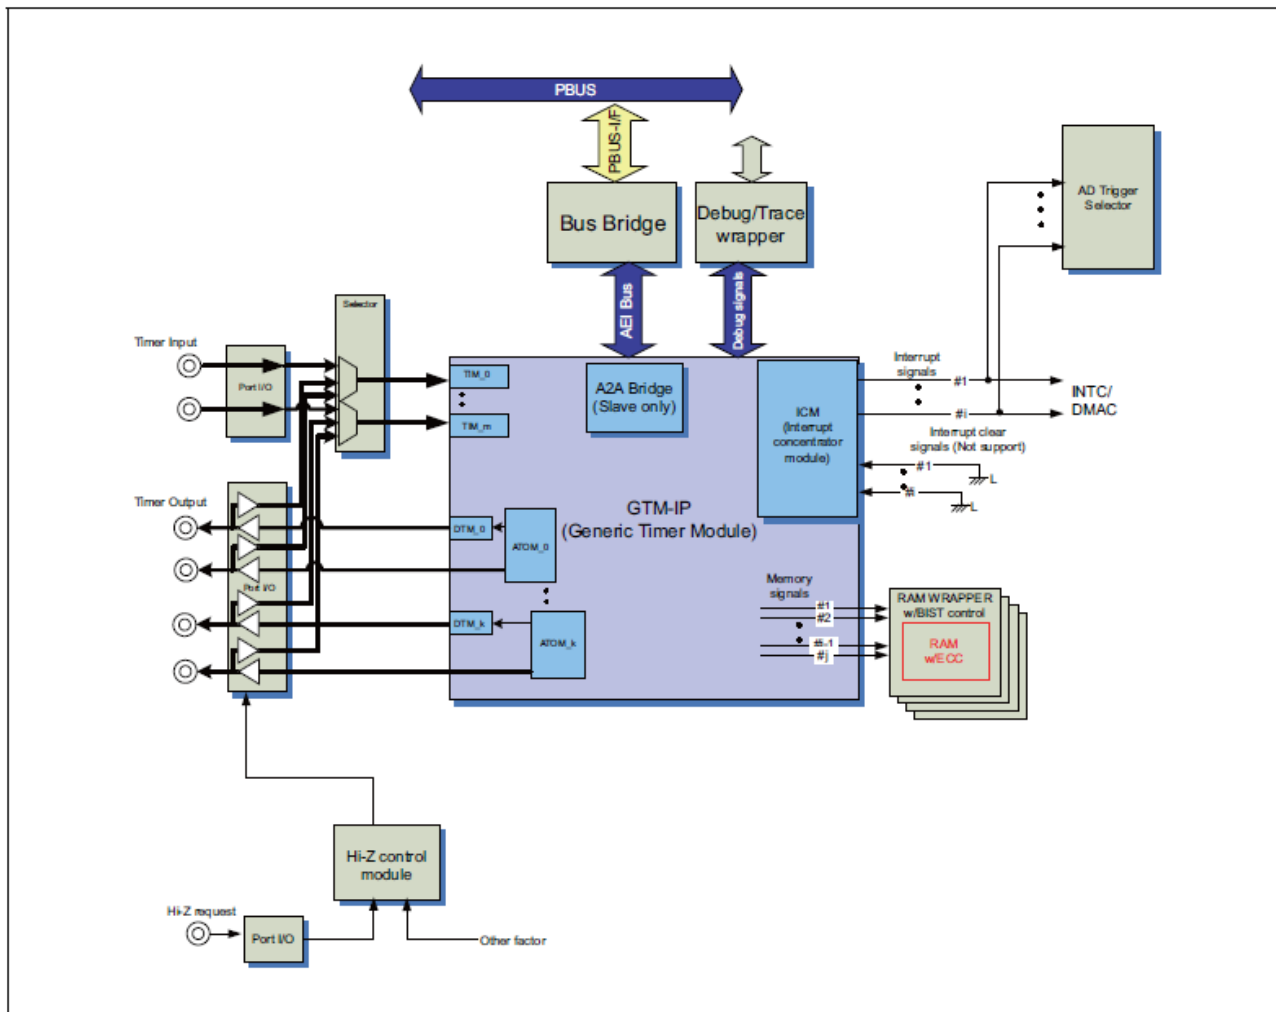 PBUS
PBUS-I/F
Bus Bridge
Debug/Trace
wrapper
AD Trigger
Selector
AEI Bus
Debug signals
Selector
Timer Input
Port I/O
TIM_0
TIM_m
A2A Bridge
(Slave only)
ICM
(Interrupt
concentrator
module)
Interrupt
signals
#1
#i
INTC/
DMAC
Interrupt clear
signals (Not support)
#1
L
#i
L
Timer Output
Port I/O
DTM_0
ATOM_0
DTM_k
ATOM_k
GTM-IP
(Generic Timer Module)
Memory
signals
#1
#2
#j
RAM WRAPPER
w/BIST control
RAM
w/ECC
Hi-Z control
module
Hi-Z request
Port I/O
Other factor